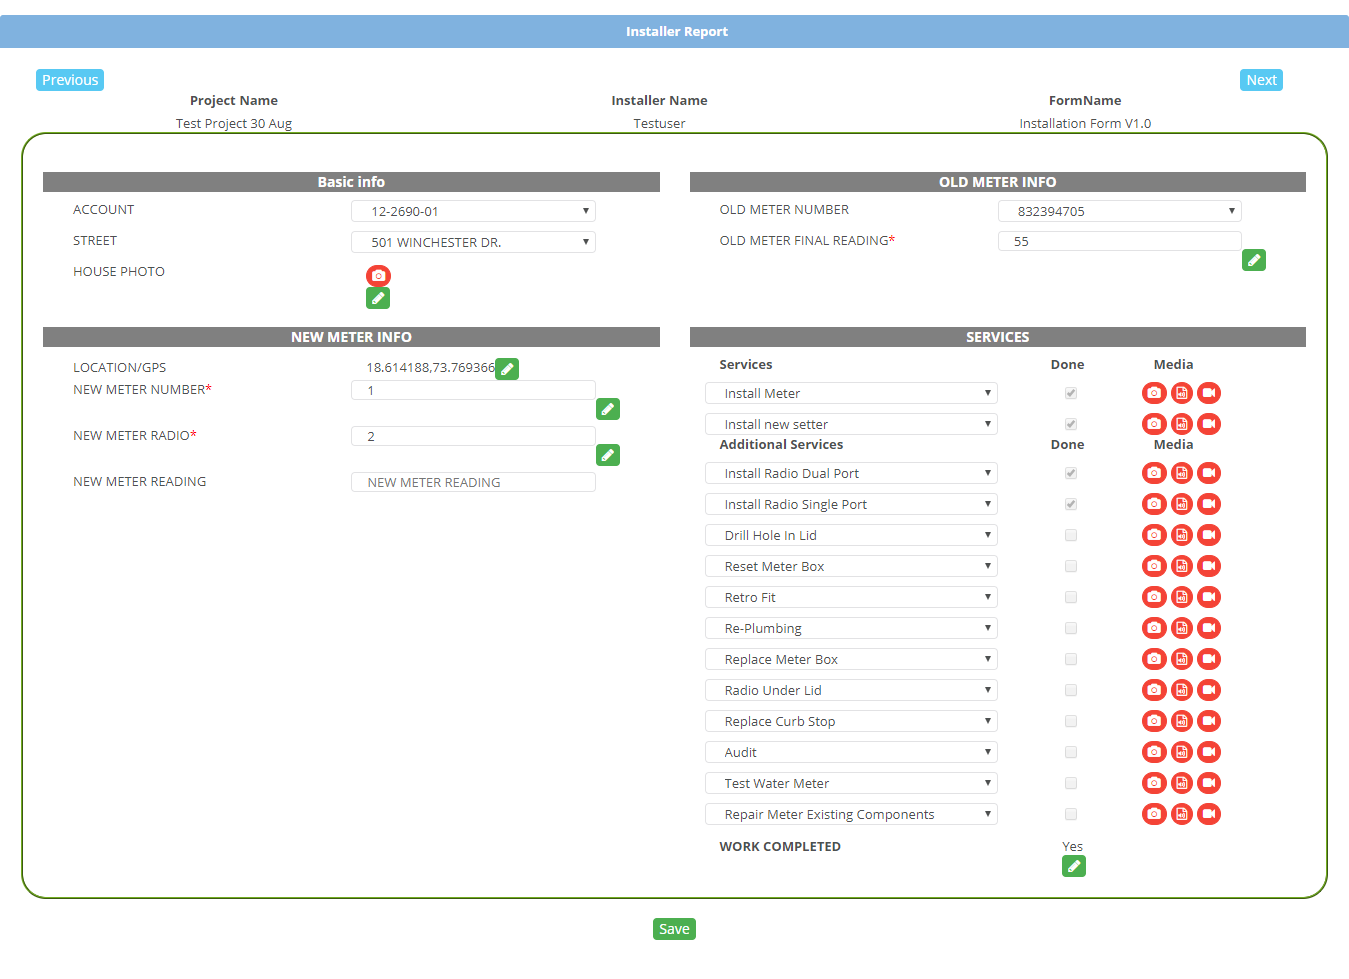 Installer Report
Previous
Next
Project Name
Installer Name
FormName
Test Project 30 Aug
Testuser
Installation Form V1.0
Basic info
ACCOUNT
12-2690-01
STREET
501 WINCHESTER DR.
HOUSE PHOTO
OLD METER INFO
OLD METER NUMBER
832394705
OLD METER FINAL READING*
55
NEW METER INFO
LOCATION/GPS
18.614188,73.769366
NEW METER NUMBER*
1
NEW METER RADIO*
2
NEW METER READING
NEW METER READING
SERVICES
Services Done Media
Install Meter
Install new setter
Additional Services Done Media
Install Radio Dual Port
Install Radio Single Port
Drill Hole In Lid
Reset Meter Box
Retro Fit
Re-Plumbing
Replace Meter Box
Radio Under Lid
Replace Curb Stop
Audit
Test Water Meter
Repair Meter Existing Components
WORK COMPLETED
Yes
Save